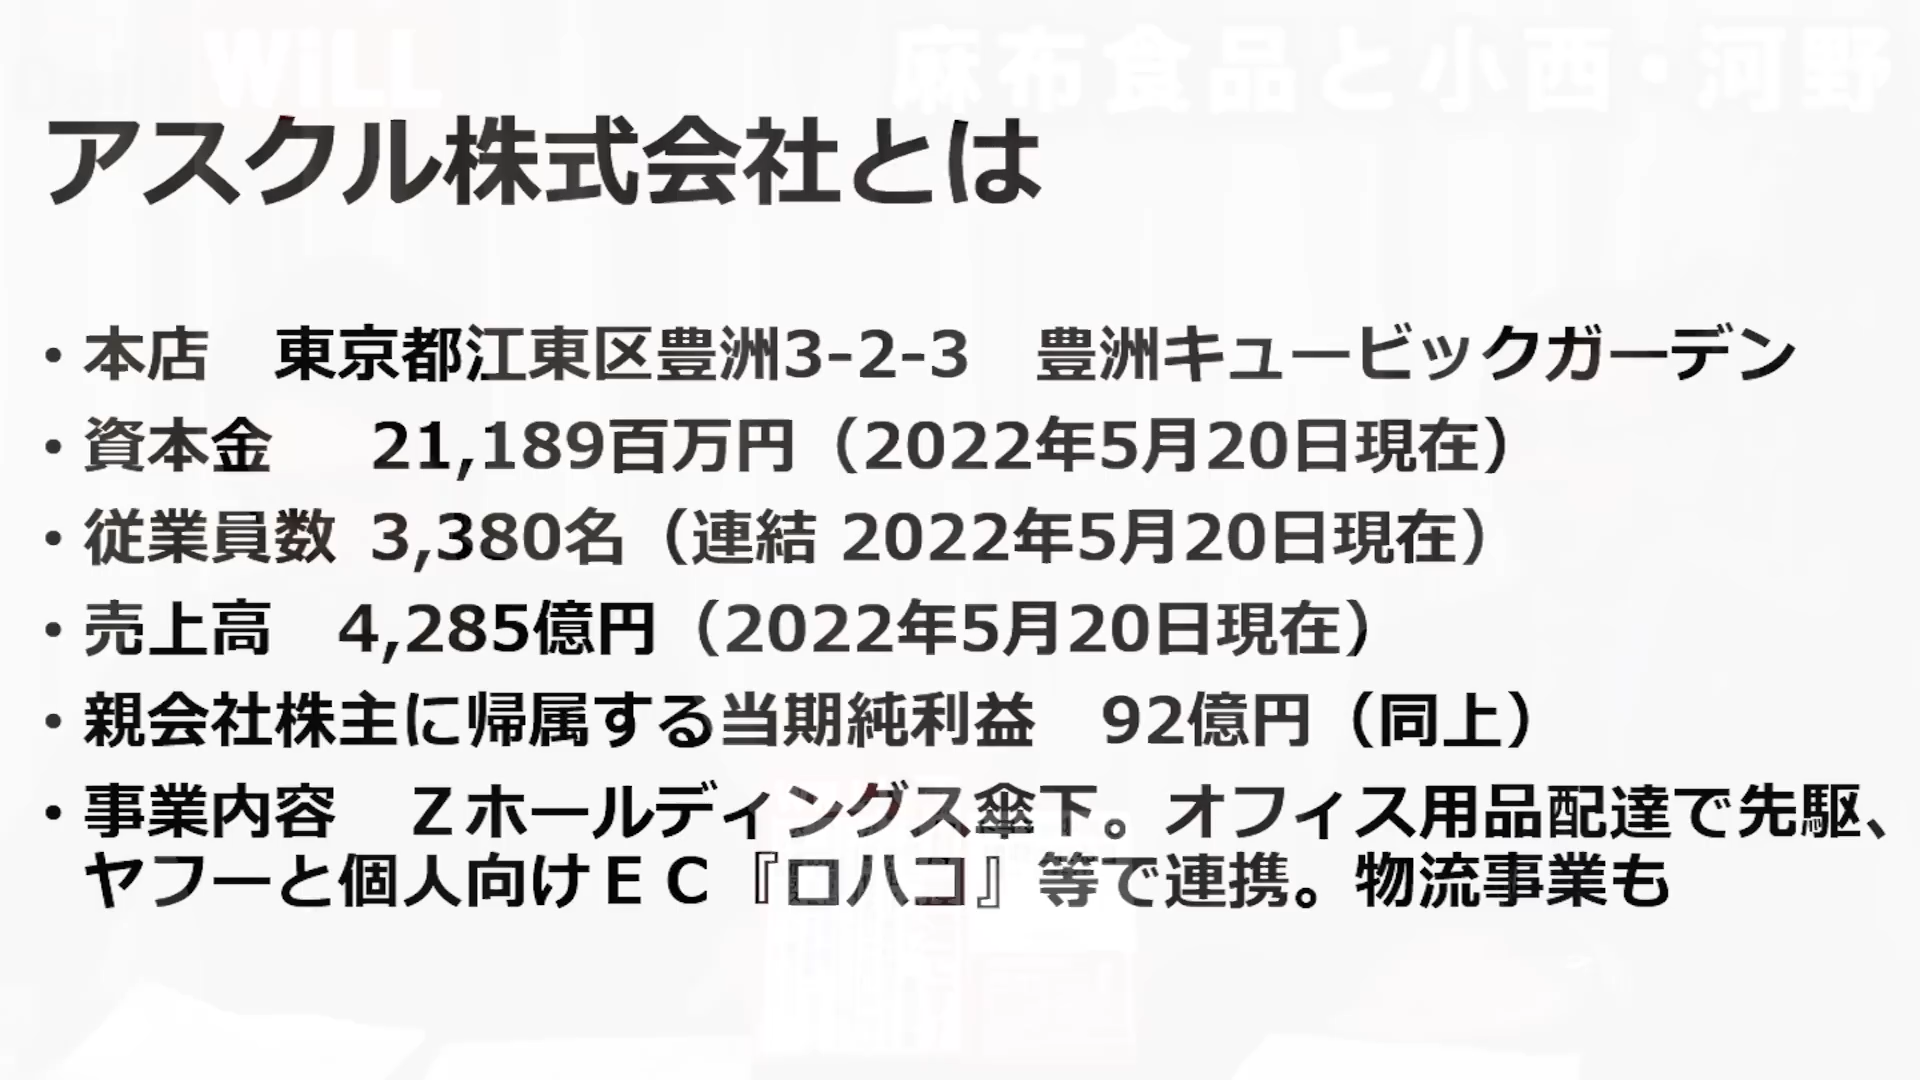 WiLL
麻布食品と小西・河野
アスクル株式会社とは
・本店　東京都江東区豊洲3-2-3　豊洲キュービックガーデン
・資本金　 21,189百万円（2022年5月20日現在）
・従業員数 3,380名（連結 2022年5月20日現在）
・売上高　4,285億円（2022年5月20日現在）
・親会社株主に帰属する当期純利益　92億円（同上）
・事業内容　Ｚホールディングス傘下。オフィス用品配達で先駆、
ヤフーと個人向けＥＣ『ロハコ』等で連携。物流事業も